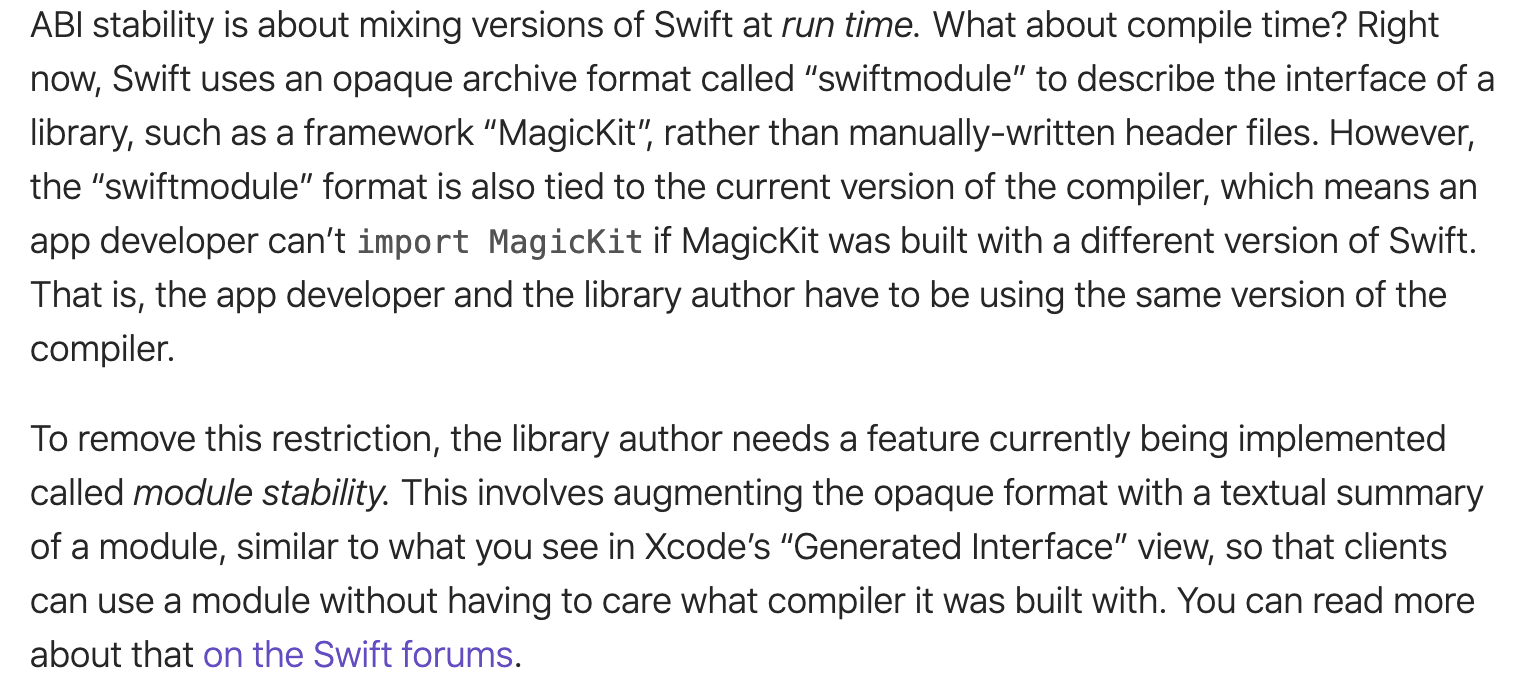 ABI stability is about mixing versions of Swift at run time. What about compile time? Right
now, Swift uses an opaque archive format called “swiftmodule” to describe the interface of a
library, such as a framework “MagicKit”, rather than manually-written header files. However,
the “swiftmodule” format is also tied to the current version of the compiler, which means an
app developer can’t import MagicKit if MagicKit was built with a different version of Swift.
That is, the app developer and the library author have to be using the same version of the
compiler.
To remove this restriction, the library author needs a feature currently being implemented
called module stability. This involves augmenting the opaque format with a textual summary
of a module, similar to what you see in Xcode’s “Generated Interface” view, so that clients
can use a module without having to care what compiler it was built with. You can read more
about that on the Swift forums.